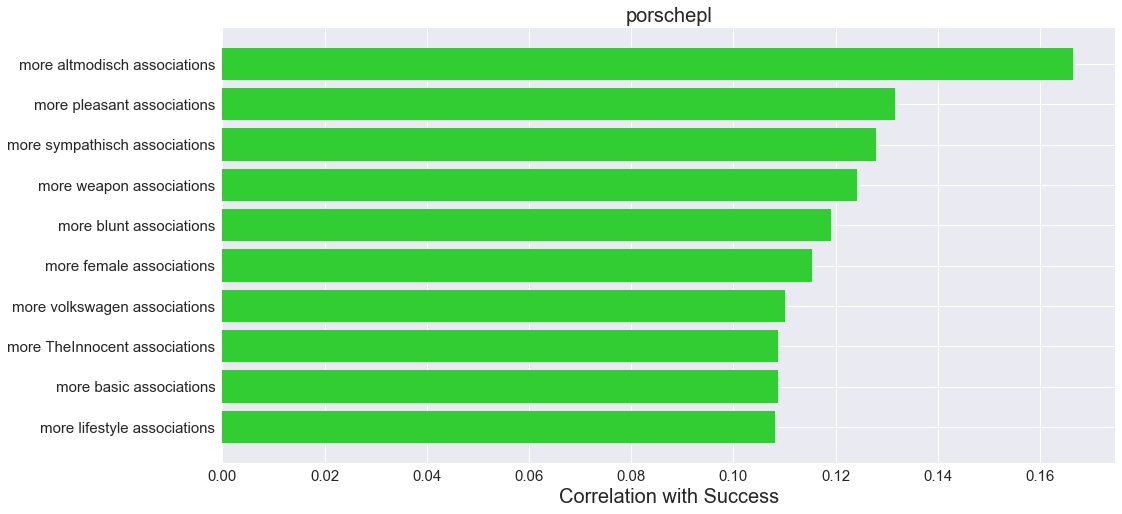 porschepl
more altmodisch associations
more pleasant associations
more sympathisch associations
more weapon associations
more blunt associations
more female associations
more volkswagen associations
more TheInnocent associations
more basic associations
more lifestyle associations
0.00 0.02 0.04 0.06 0.08 0.10 0.12 0.14 0.16
Correlation with Success